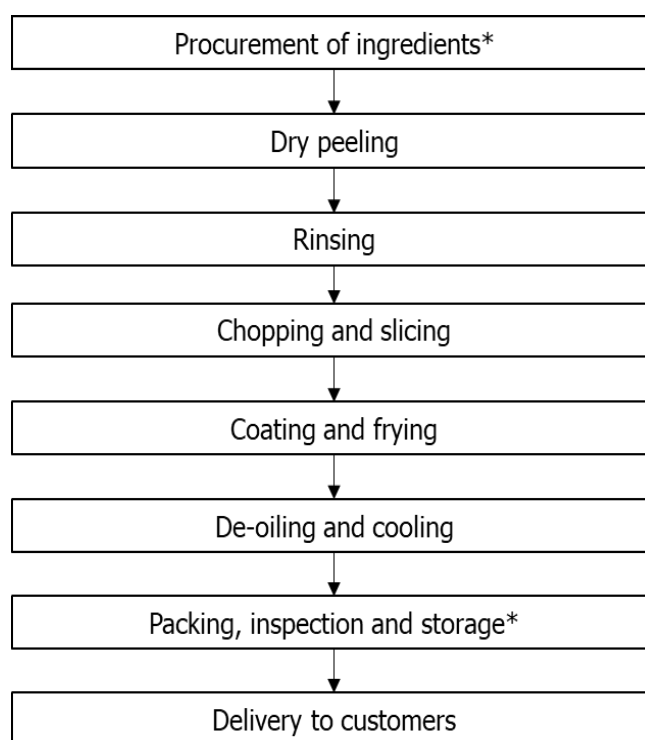 Procurement of ingredients*
Dry peeling
Rinsing
Chopping and slicing
Coating and frying
De-oiling and cooling
Packing, inspection and storage*
Delivery to customers